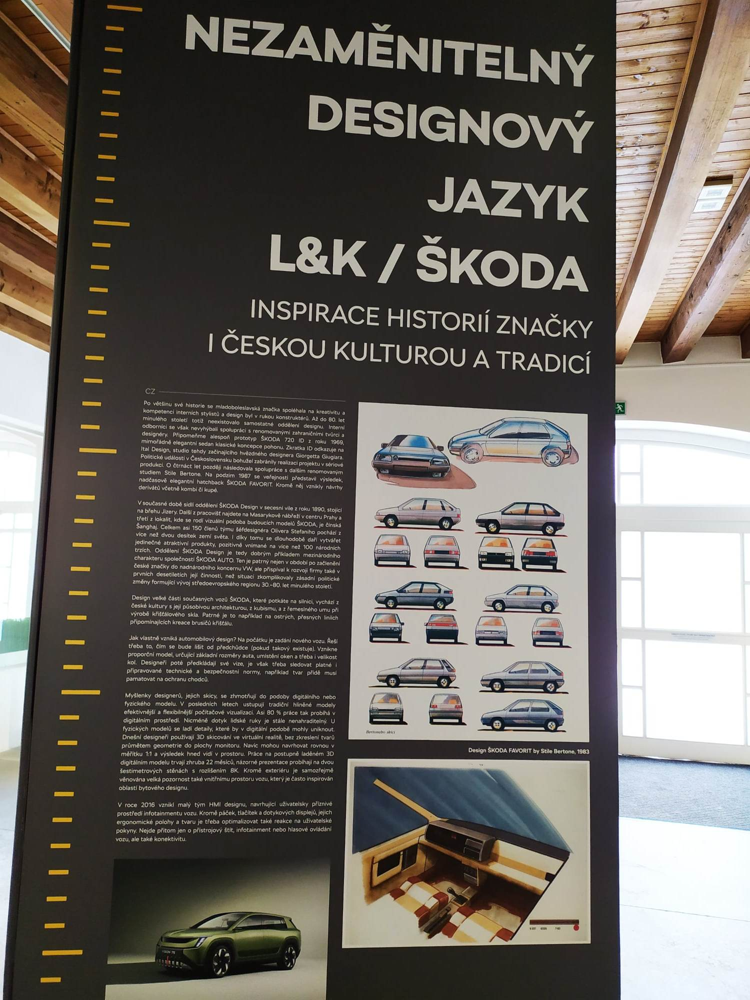 NEZAMĚNITELNÝ
DESIGNOVÝ
JAZYK
L&K / ŠKODA
INSPIRACE HISTORIÍ ZNAČKY
I ČESKOU KULTUROU A TRADICÍ
CZ
Po většinu své historie se mladoboleslavská značka spoléhala na kreativitu a
kompetenci interních stylistů a design byl v rukou konstruktérů. Až do 80. let
minulého století totiž neexistovalo samostatné oddělení designu. Interní
odborníci se však nevyhýbali spolupráci s renomovanými zahraničními tvůrci a
designéry. Připomeňme alespoň prototyp ŠKODA 720 ID z roku 1969,
mimořádně elegantní sedan klasické koncepce pohonu. Zkratka ID odkazuje na
Ital Design, studio tehdy začínajícího hvězdného designera Giorgetta Giugiara.
Politické události v Československu bohužel zabránily realizaci projektu v sériové
produkci. O čtrnáct let později následovala spolupráce s dalším renomovaným
studiem Stile Bertone. Na podzim 1987 se veřejnosti představil výsledek,
nadčasově elegantní hatchback ŠKODA FAVORIT. Kromě něj vznikly návrhy
derivátů včetně kombi či kupé.
V současné době sídlí oddělení ŠKODA Design v secesní vile z roku 1890, stojící
na břehu Jizery. Další z pracovišť najdete na Masarykově nábřeží v centru Prahy a
třetí z lokalit, kde se rodí vizuální podoba budoucích modelů ŠKODA, je čínská
Šanghaj. Celkem asi 150 členů týmu šéfdesignéra Olivera Stefaniho pochází z
více než dvou desítek zemí světa. I díky tomu se dlouhodobě daří vytvářet
jedinečné atraktivní produkty, pozitivně vnímané na více než 100 národních
trzích. Oddělení ŠKODA Design je tedy dobrým příkladem mezinárodního
charakteru společnosti ŠKODA AUTO. Ten je patrný nejen v období po začlenění
české značky do nadnárodního koncernu VW, ale přispíval k rozvoji firmy také v
prvních desetiletích její činnosti, než situaci zkomplikovaly zásadní politické
změny formující vývoj středoevropského regionu 30.–80. let minulého století.
Design velké části současných vozů ŠKODA, které potkáte na silnici, vychází z
české kultury s její působivou architekturou, z kubismu, a z řemeslného umu při
výrobě křišťálového skla. Patrné je to například na ostrých, přesných liniích
připomínajících kreace brusičů křišťálu.
Jak vlastně vzniká automobilový design? Na počátku je zadání nového vozu. Řeší
třeba to, čím se bude lišit od předchůdce (pokud takový existuje). Vznikne
proporční model, určující základní rozměry auta, umístění oken a třeba i velikost
kol. Designeři poté předkládají své vize, je však třeba sledovat platné i
připravované technické a bezpečnostní normy, například tvar přídě musí
pamatovat na ochranu chodců.
Myšlenky designerů, jejich skicy, se zhmotňují do podoby digitálního nebo
fyzického modelu. V posledních letech ustupují tradiční hliněné modely
efektivnější a flexibilnější počítačové vizualizaci. Asi 80 % práce tak probíhá v
digitálním prostředí. Nicméně dotyk lidské ruky je stále nenahraditelný. U
fyzických modelů se ladí detaily, které by v digitální podobě mohly uniknout.
Dnešní designeři používají 3D skicování ve virtuální realitě, bez zkreslení tvarů
průmětem geometrie do plochy monitoru. Navíc mohou navrhovat rovnou v
měřítku 1:1 a výsledek hned vidí v prostoru. Práce na postupně laděném 3D
digitálním modelu trvají zhruba 22 měsíců, názorné prezentace probíhají na dvou
šestimetrových stěnách s rozlišením 8K. Kromě exteriéru je samozřejmě
věnována velká pozornost také vnitřnímu prostoru vozu, který je často inspirován
oblastí bytového designu.
V roce 2016 vznikl malý tým HMI designu, navrhující uživatelsky příznivé
prostředí infotainmentu vozu. Kromě páček, tlačítek a dotykových displejů, jejich
ergonomické polohy a tvaru je třeba optimalizovat také reakce na uživatelské
pokyny. Nejde přitom jen o přístrojový štít, infotainment nebo hlasové ovládání
vozu, ale také konektivitu.
Bertoneho skici
Design ŠKODA FAVORIT by Stile Bertone, 1983
VISION 7S